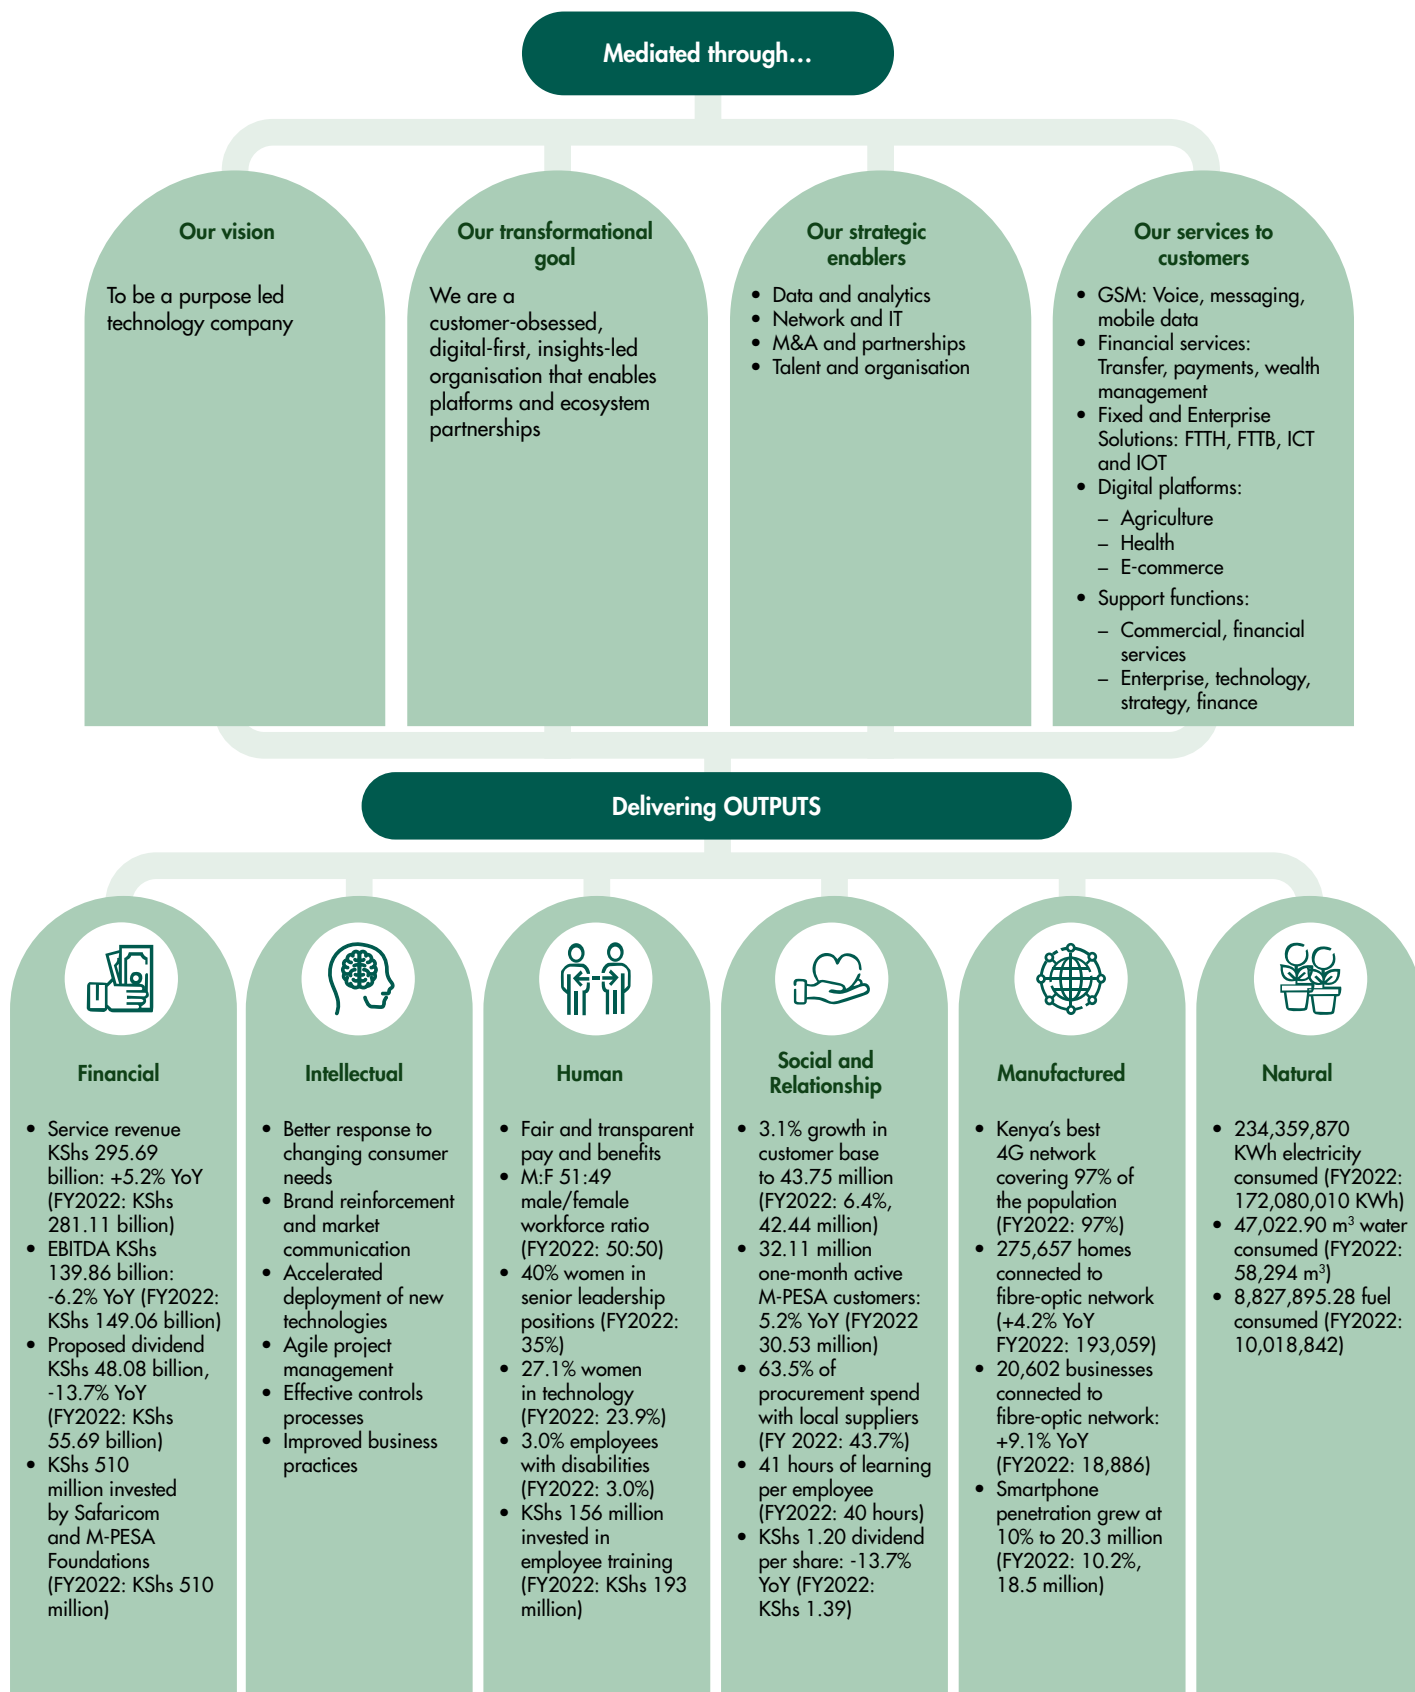 Mediated through...
Our vision
To be a purpose led
technology company
Our transformational
goal
We are a
customer-obsessed,
digital-first, insights-led
organisation that enables
platforms and ecosystem
partnerships
Our strategic
enablers
• Data and analytics
• Network and IT
• M&A and partnerships
• Talent and organisation
Our services to
customers
• GSM: Voice, messaging,
mobile data
• Financial services:
Transfer, payments, wealth
management
• Fixed and Enterprise
Solutions: FTTH, FTTB, ICT
and IOT
• Digital platforms:
– Agriculture
– Health
– E-commerce
• Support functions:
– Commercial, financial
services
– Enterprise, technology,
strategy, finance
Delivering OUTPUTS
Financial
• Service revenue
KShs 295.69
billion: +5.2% YoY
(FY2022: KShs
281.11 billion)
• EBITDA KShs
139.86 billion:
-6.2% YoY (FY2022:
KShs 149.06 billion)
• Proposed dividend
KShs 48.08 billion,
-13.7% YoY
(FY2022: KShs
55.69 billion)
• KShs 510
million invested
by Safaricom
and M-PESA
Foundations
(FY2022: KShs 510
million)
Intellectual
• Better response to
changing consumer
needs
• Brand reinforcement
and market
communication
• Accelerated
deployment of new
technologies
• Agile project
management
• Effective controls
processes
• Improved business
practices
Human
• Fair and transparent
pay and benefits
• M:F 51:49
male/female
workforce ratio
(FY2022: 50:50)
• 40% women in
senior leadership
positions (FY2022:
35%)
• 27.1% women
in technology
(FY2022: 23.9%)
• 3.0% employees
with disabilities
(FY2022: 3.0%)
• KShs 156 million
invested in
employee training
(FY2022: KShs 193
million)
Social and
Relationship
• 3.1% growth in
customer base
to 43.75 million
(FY2022: 6.4%,
42.44 million)
• 32.11 million
one-month active
M-PESA customers:
5.2% YoY (FY2022
30.53 million)
• 63.5% of
procurement spend
with local suppliers
(FY 2022: 43.7%)
• 41 hours of learning
per employee
(FY2022: 40 hours)
• KShs 1.20 dividend
per share: -13.7%
YoY (FY2022:
KShs 1.39)
Manufactured
• Kenya’s best
4G network
covering 97% of
the population
(FY2022: 97%)
• 275,657 homes
connected to
fibre-optic network
(+4.2% YoY
FY2022: 193,059)
• 20,602 businesses
connected to
fibre-optic network:
+9.1% YoY
(FY2022: 18,886)
• Smartphone
penetration grew at
10% to 20.3 million
(FY2022: 10.2%,
18.5 million)
Natural
• 234,359,870
KWh electricity
consumed (FY2022:
172,080,010 KWh)
• 47,022.90 m³ water
consumed (FY2022:
58,294 m³)
• 8,827,895.28 fuel
consumed (FY2022:
10,018,842)